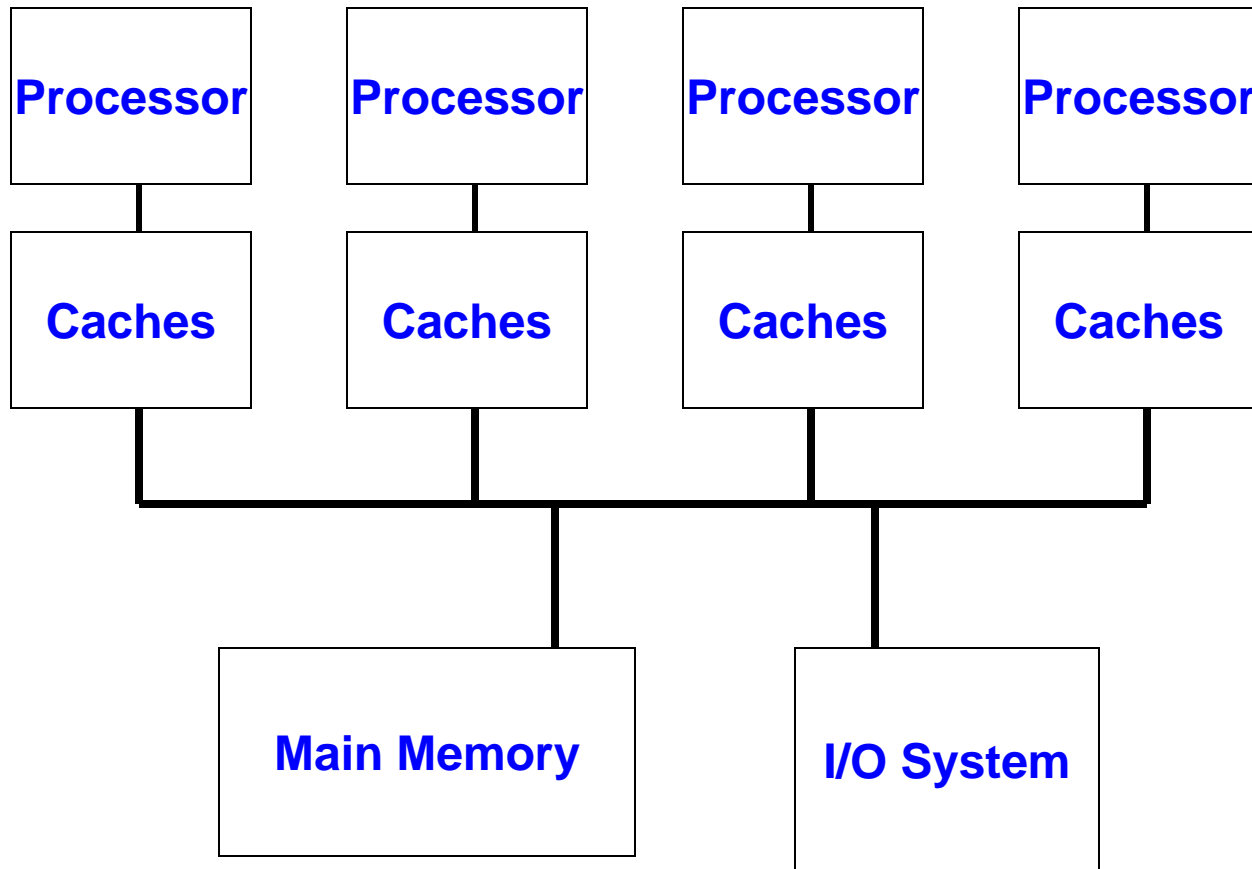 Processor Processor Processor Processor
Caches Caches Caches Caches
Main Memory I/O System